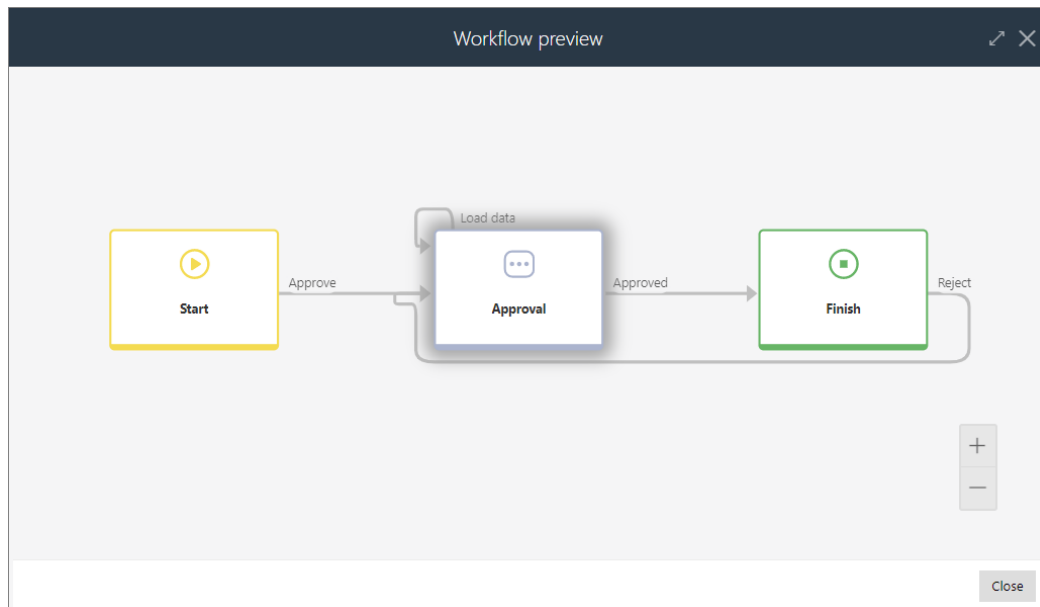 Workflow preview
Load data
Start
Approve
Approval
Approved
Finish
Reject
Close